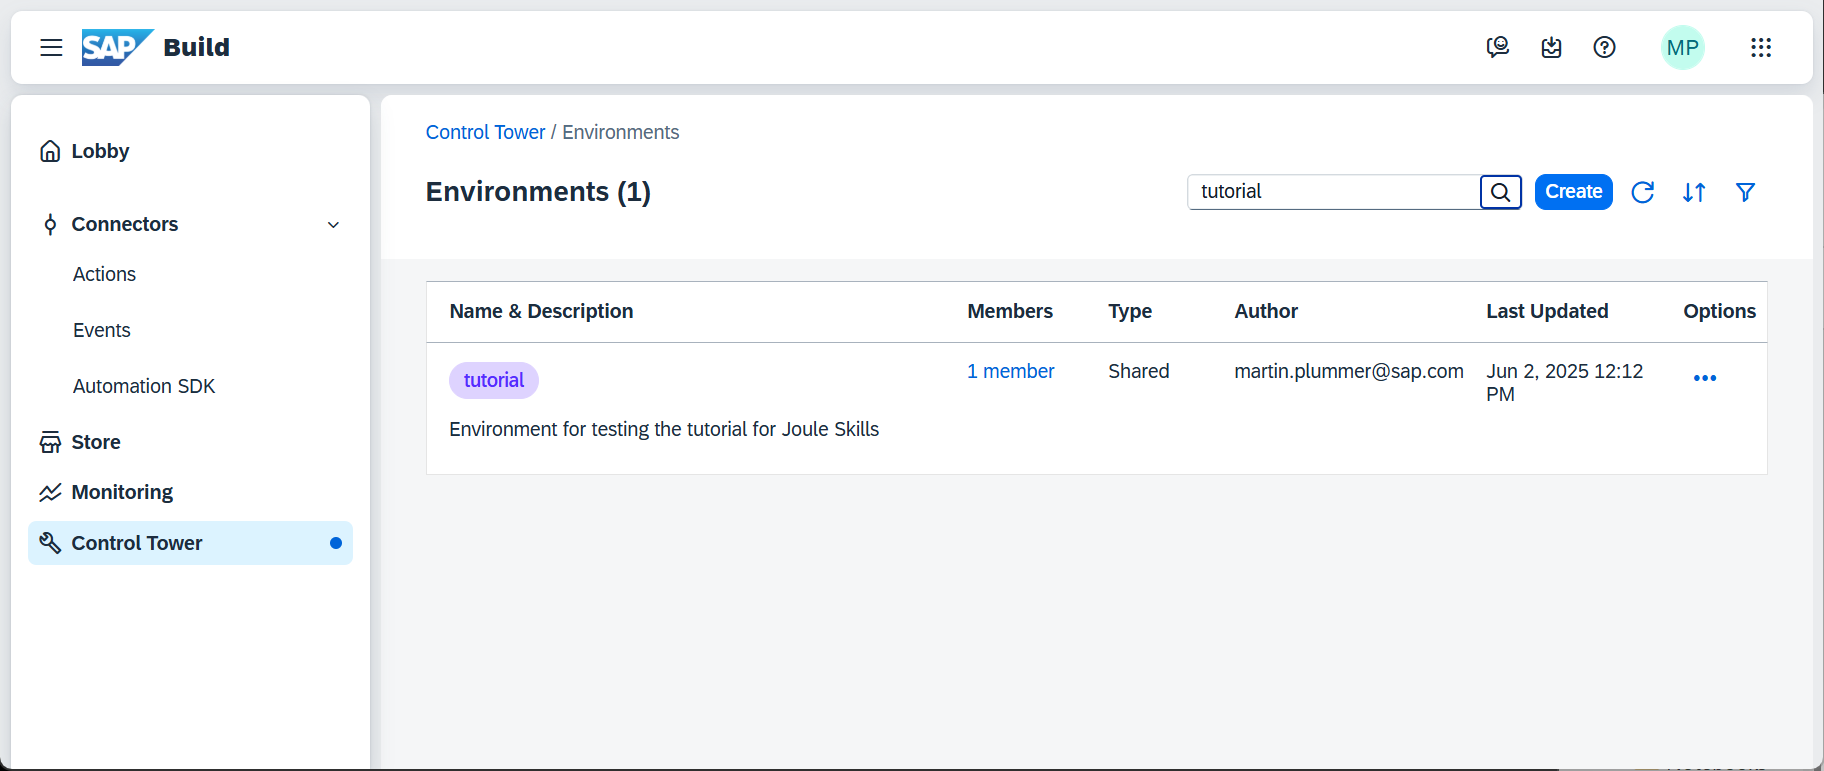 SAP Build
MP
Lobby
Connectors
Actions
Events
Automation SDK
Store
Monitoring
Control Tower
Control Tower / Environments
Environments (1)
tutorial
Create
Name & Description Members Type Author Last Updated Options
tutorial 1 member Shared martin.plummer@sap.com Jun 2, 2025 12:12
PM
Environment for testing the tutorial for Joule Skills